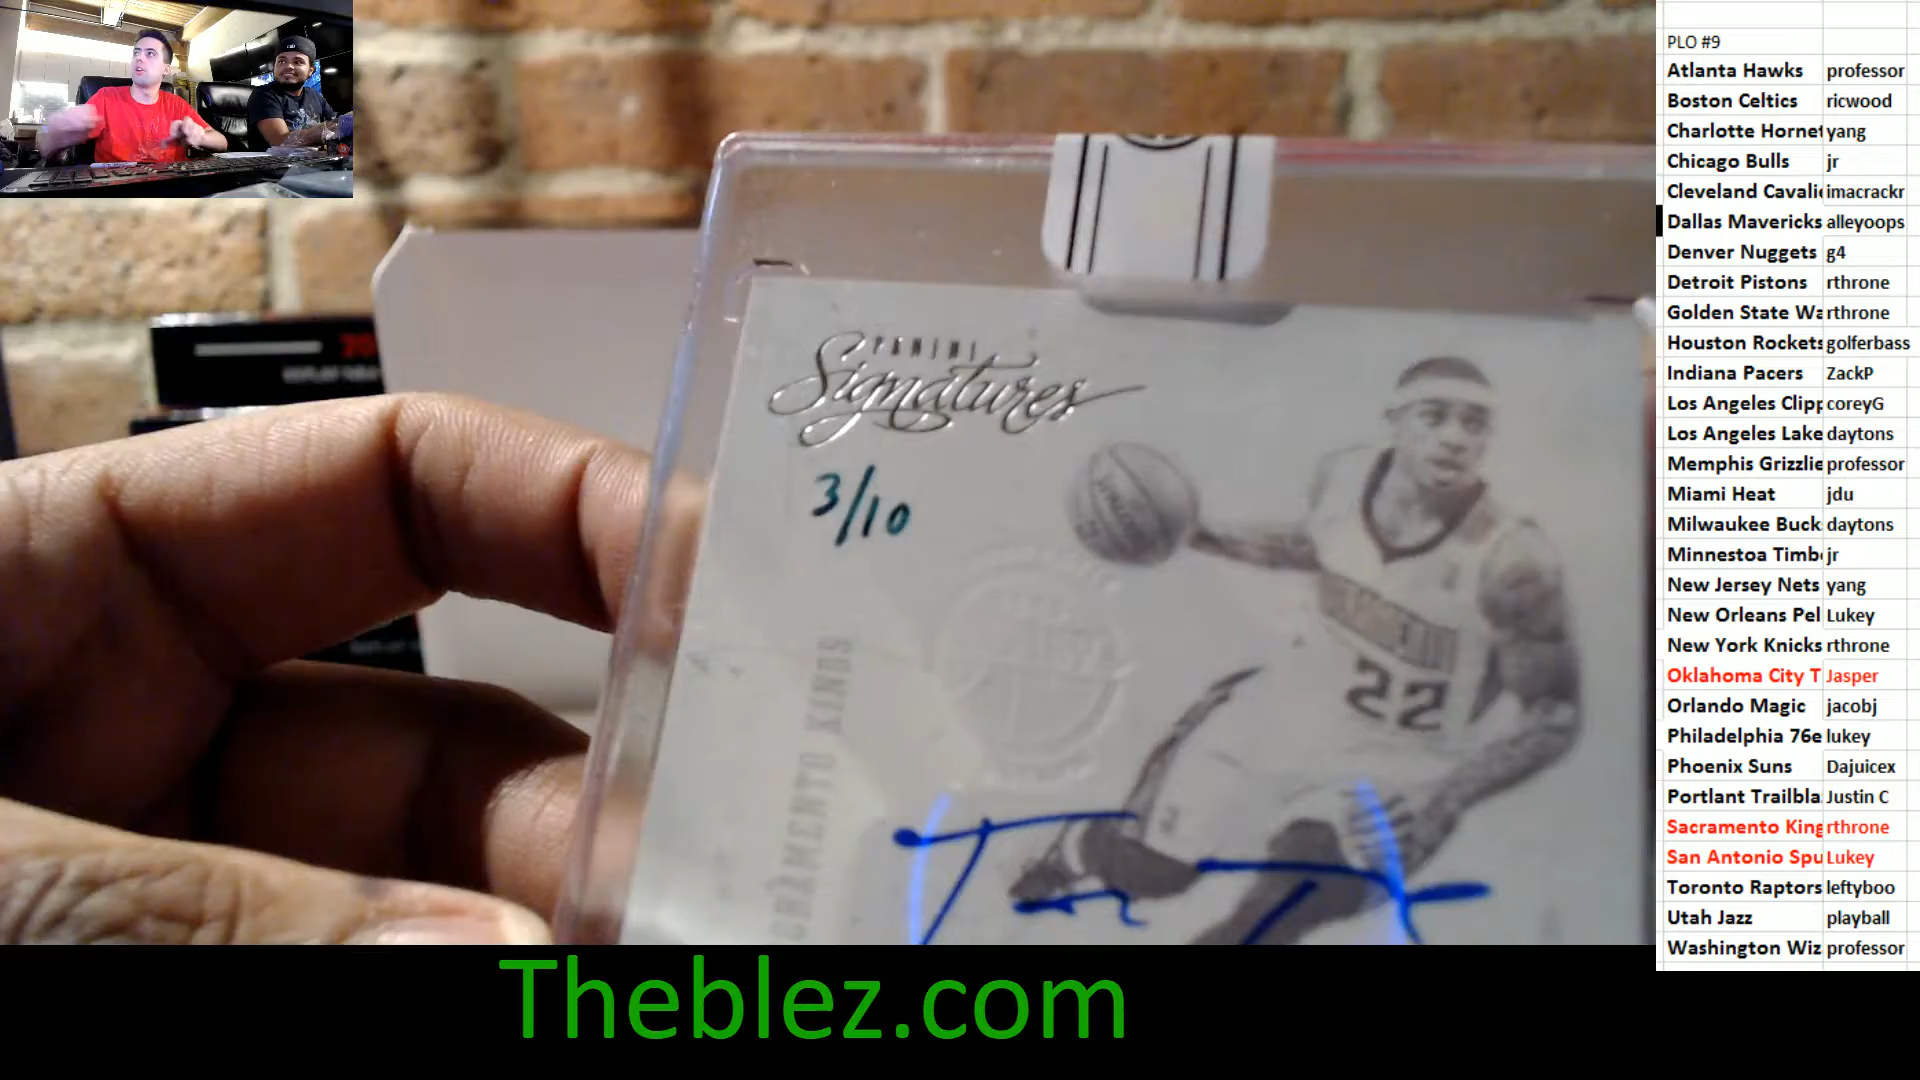 PLO #9
Atlanta Hawks professor
Boston Celtics ricwood
Charlotte Hornet yang
Chicago Bulls jr
Cleveland Cavali imacrackr
Dallas Mavericks alleyoops
Denver Nuggets g4
Detroit Pistons rthrone
Golden State Wa rthrone
Houston Rockets golferbass
Indiana Pacers ZackP
Los Angeles Clipp coreyG
Los Angeles Lake daytons
Memphis Grizzlie professor
Miami Heat jdu
Milwaukee Buck daytons
Minnestoa Timb jr
New Jersey Nets yang
New Orleans Pel Lukey
New York Knicks rthrone
Oklahoma City T Jasper
Orlando Magic jacobj
Philadelphia 76e lukey
Phoenix Suns Dajuicex
Portlant Trailbla Justin C
Sacramento King rthrone
San Antonio Spu Lukey
Toronto Raptors leftyboo
Utah Jazz playball
Washington Wiz professor
PANINI
Signatures
3/10
SPALDING
SACRAMENTO
22
CRAMENTO KINGS
Theblez.com